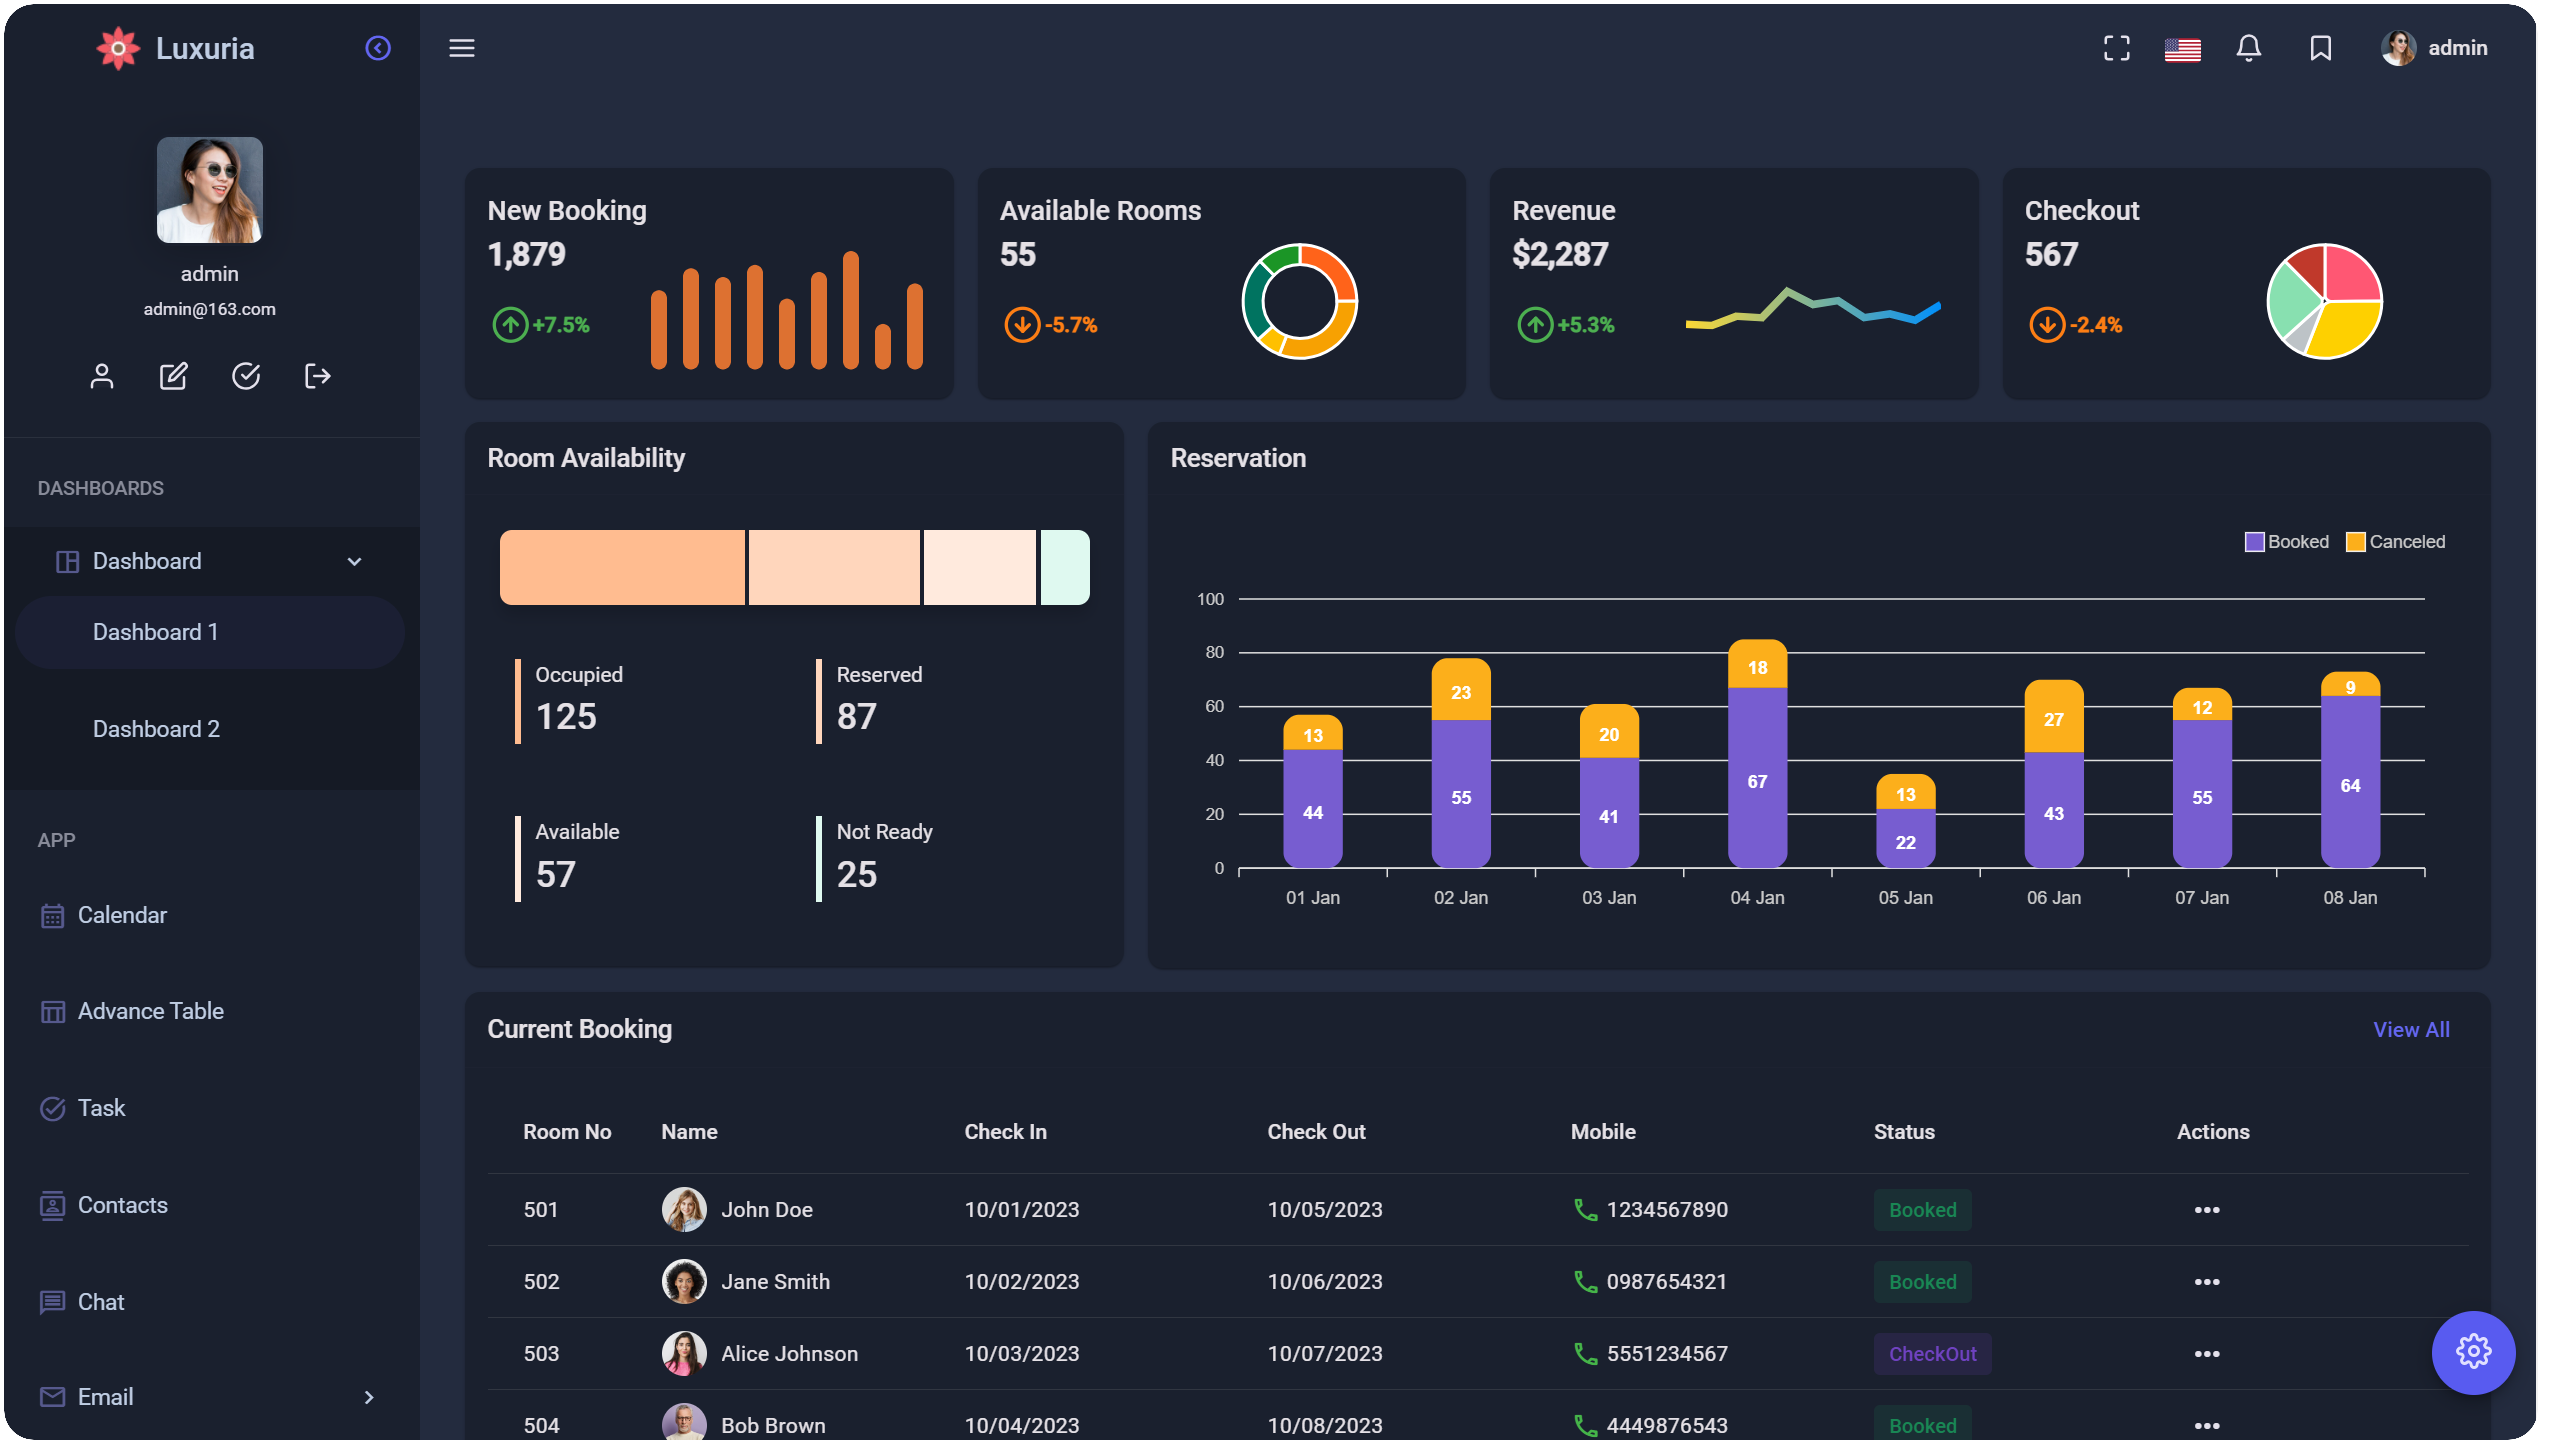 Luxuria
admin
admin
admin@163.com
DASHBOARDS
Dashboard
Dashboard 1
Dashboard 2
APP
Calendar
Advance Table
Task
Contacts
Chat
Email
New Booking
1,879
+7.5%
Available Rooms
55
-5.7%
Revenue
$2,287
+5.3%
Checkout
567
-2.4%
Room Availability
Occupied
125
Reserved
87
Available
57
Not Ready
25
Reservation
Booked Canceled
100
80
60
40
20
0
13 23 20 18 13 27 12 9
44 55 41 67 22 43 55 64
01 Jan 02 Jan 03 Jan 04 Jan 05 Jan 06 Jan 07 Jan 08 Jan
Current Booking
View All
Room No Name Check In Check Out Mobile Status Actions
501 John Doe 10/01/2023 10/05/2023 1234567890 Booked
502 Jane Smith 10/02/2023 10/06/2023 0987654321 Booked
503 Alice Johnson 10/03/2023 10/07/2023 5551234567 CheckOut
504 Bob Brown 10/04/2023 10/08/2023 4449876543 Booked